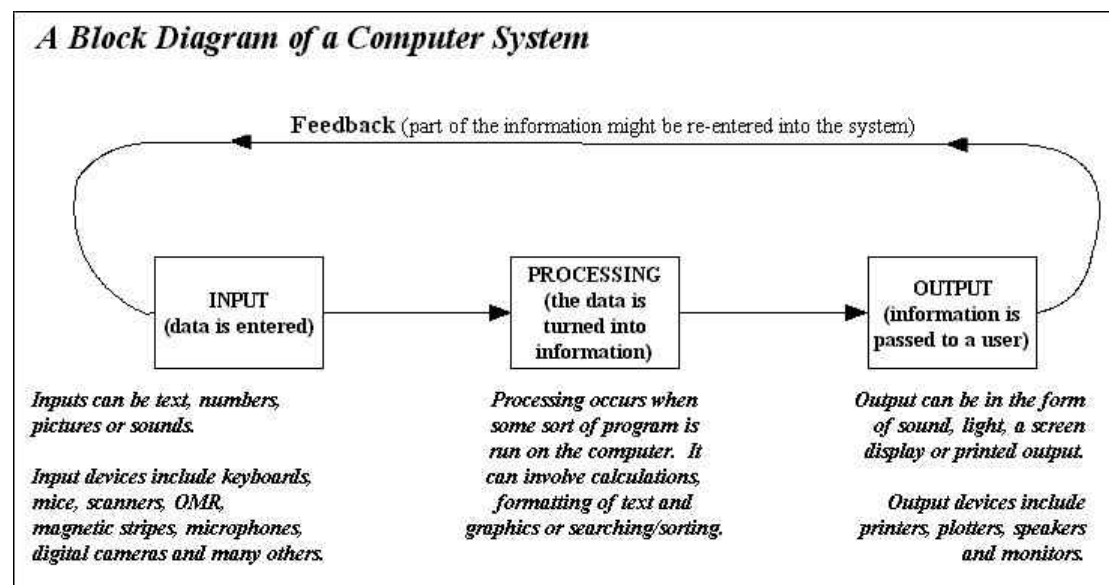 A Block Diagram of a Computer System
Feedback (part of the information might be re-entered into the system)
INPUT
(data is entered)
PROCESSING
(the data is
turned into
information)
OUTPUT
(information is
passed to a user)
Inputs can be text, numbers,
pictures or sounds.
Input devices include keyboards,
mice, scanners, OMR,
magnetic stripes, microphones,
digital cameras and many others.
Processing occurs when
some sort of program is
run on the computer. It
can involve calculations,
formatting of text and
graphics or searching/sorting.
Output can be in the form
of sound, light, a screen
display or printed output.
Output devices include
printers, plotters, speakers
and monitors.